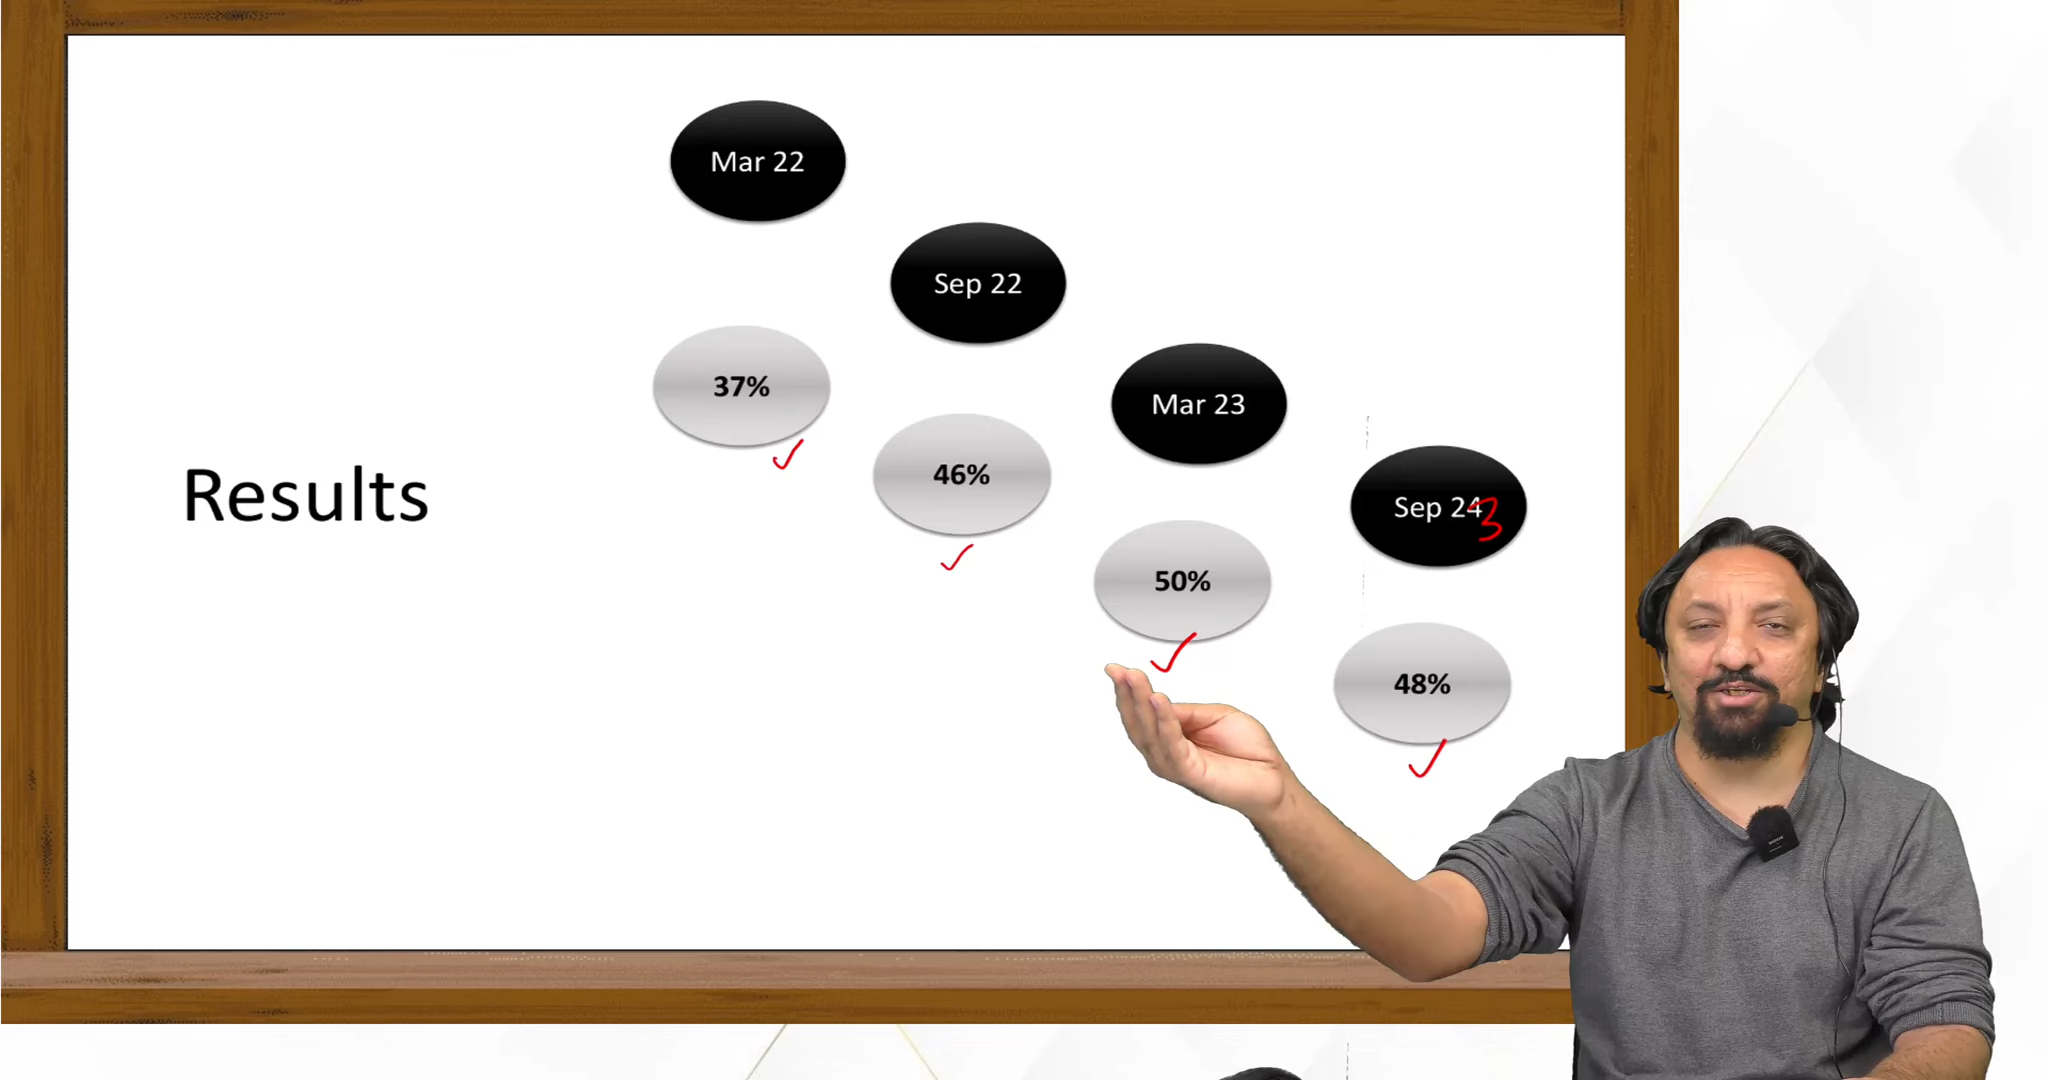 Mar 22
Sep 22
37%
Mar 23
46%
Results
Sep 24 3
50%
48%